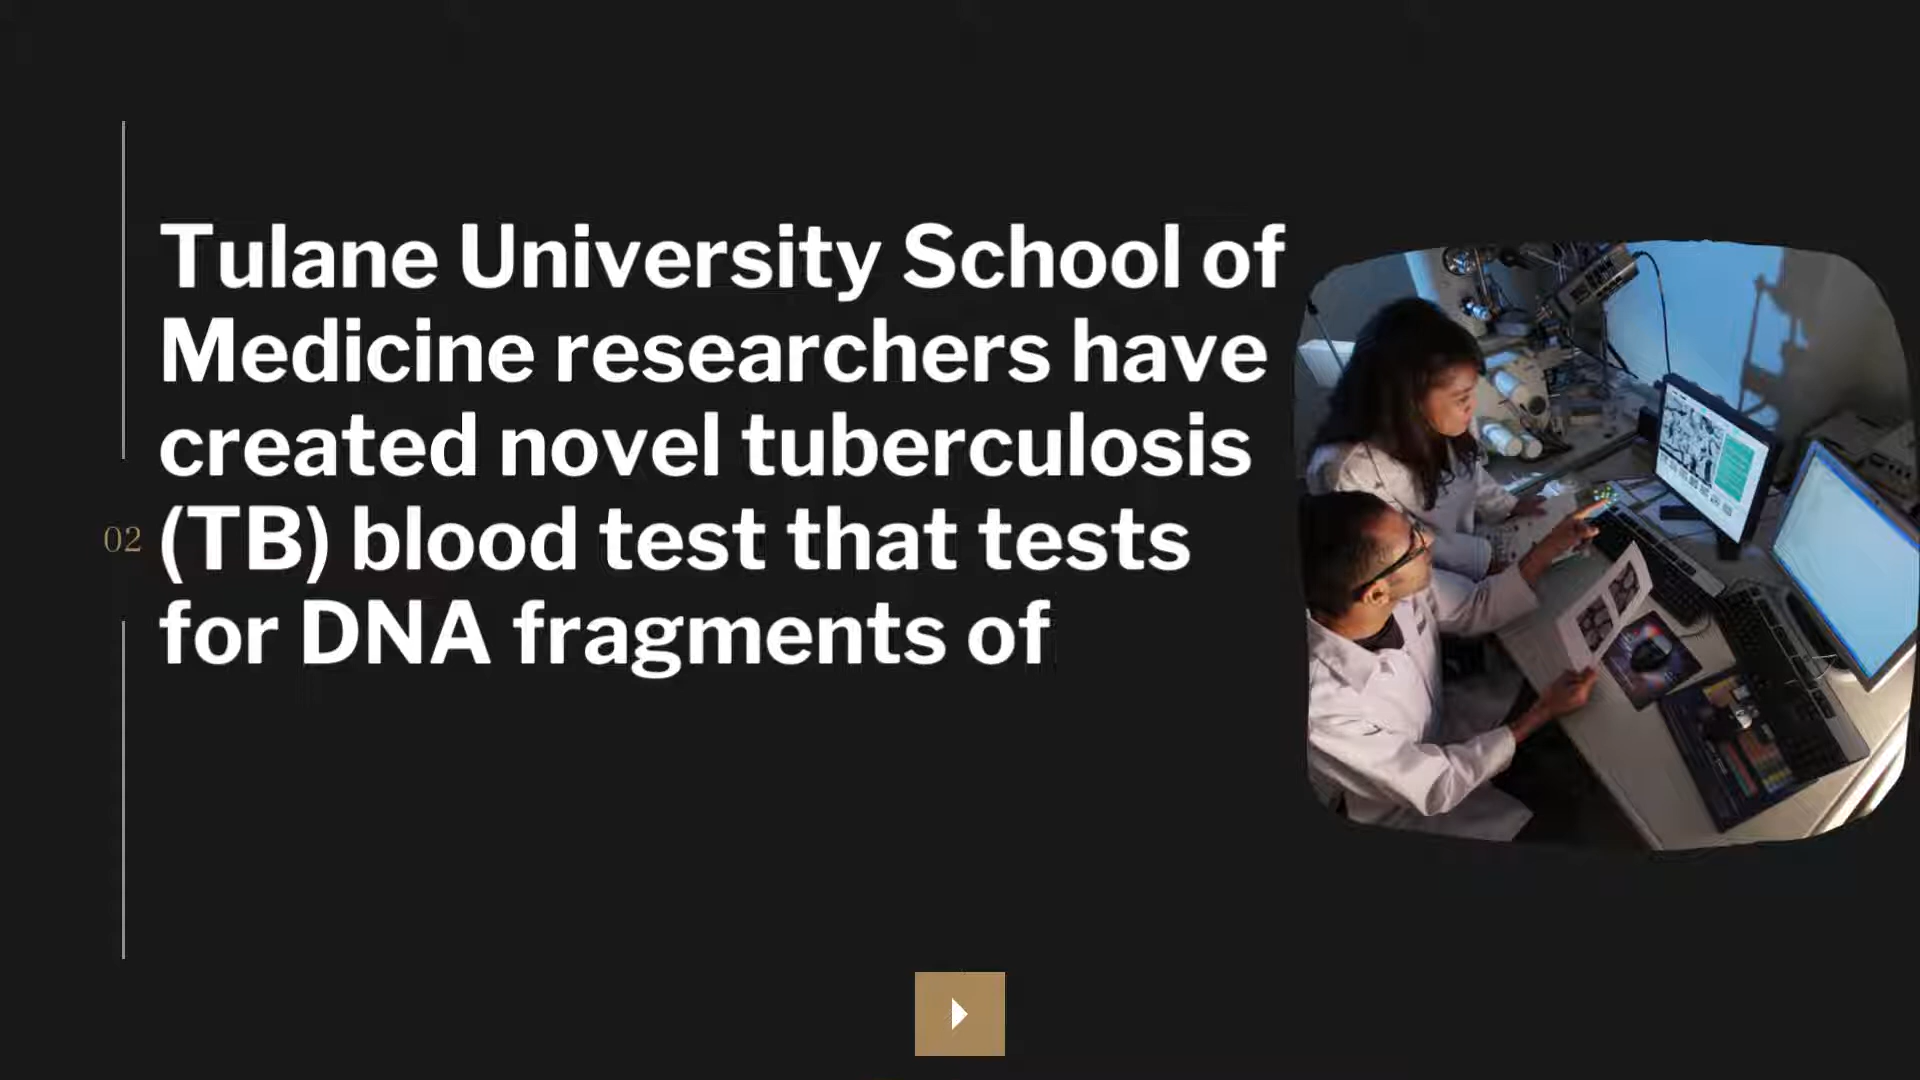 Tulane University School of
Medicine researchers have
created novel tuberculosis
02
(TB) blood test that tests
for DNA fragments of